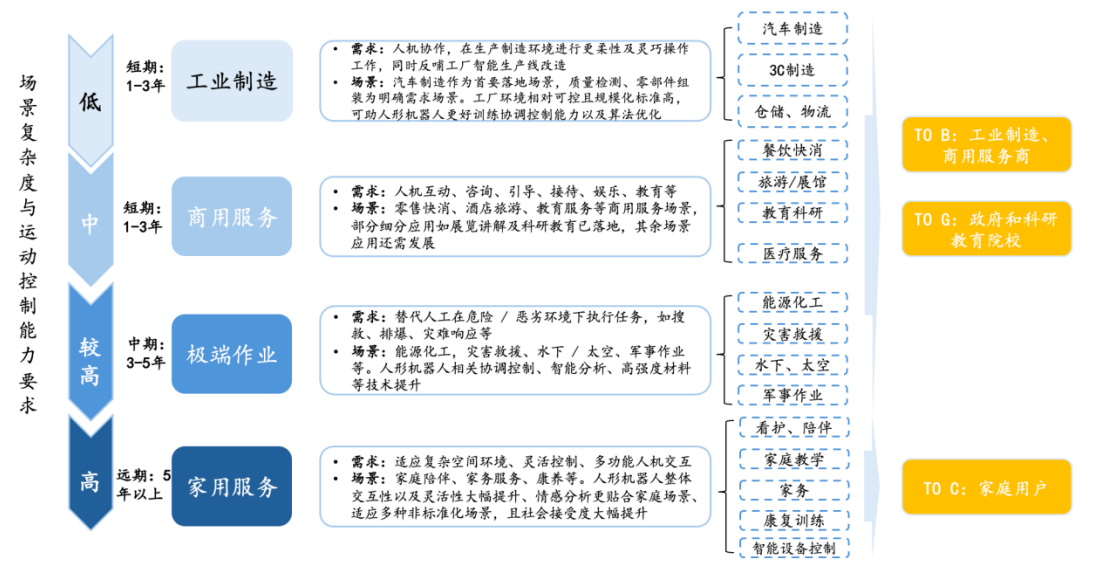 场景复杂度与运动控制能力要求
低
短期：
1-3年
工业制造
• 需求：人机协作，在生产制造环境进行更柔性及灵巧操作
工作，同时反哺工厂智能生产线改造
• 场景：汽车制造作为首要落地场景，质量检测、零部件组
装为明确需求场景。工厂环境相对可控且规模化标准高，
可助人形机器人更好训练协调控制能力以及算法优化
汽车制造
3C制造
仓储、物流
中
短期：
1-3年
商用服务
• 需求：人机互动、咨询、引导、接待、娱乐、教育等
• 场景：零售快消、酒店旅游、教育服务等商用服务场景，
部分细分应用如展览讲解及科研教育已落地，其余场景
应用还需发展
餐饮快消
旅游/展馆
教育科研
医疗服务
较高
中期：
3-5年
极端作业
• 需求：替代人工在危险 / 恶劣环境下执行任务，如搜
救、排爆、灾难响应等
• 场景：能源化工，灾害救援、水下 / 太空、军事作业
等。人形机器人相关协调控制、智能分析、高强度材料
等技术提升
能源化工
灾害救援
水下、太空
军事作业
高
远期：5
年以上
家用服务
• 需求：适应复杂空间环境、灵活控制、多功能人机交互
• 场景：家庭陪伴、家务服务、康养等。人形机器人整体
交互性以及灵活性大幅提升、情感分析更贴合家庭场景、
适应多种非标准化场景，且社会接受度大幅提升
看护、陪伴
家庭教学
家务
康复训练
智能设备控制
TO B：工业制造、
商用服务商
TO G：政府和科研
教育院校
TO C：家庭用户